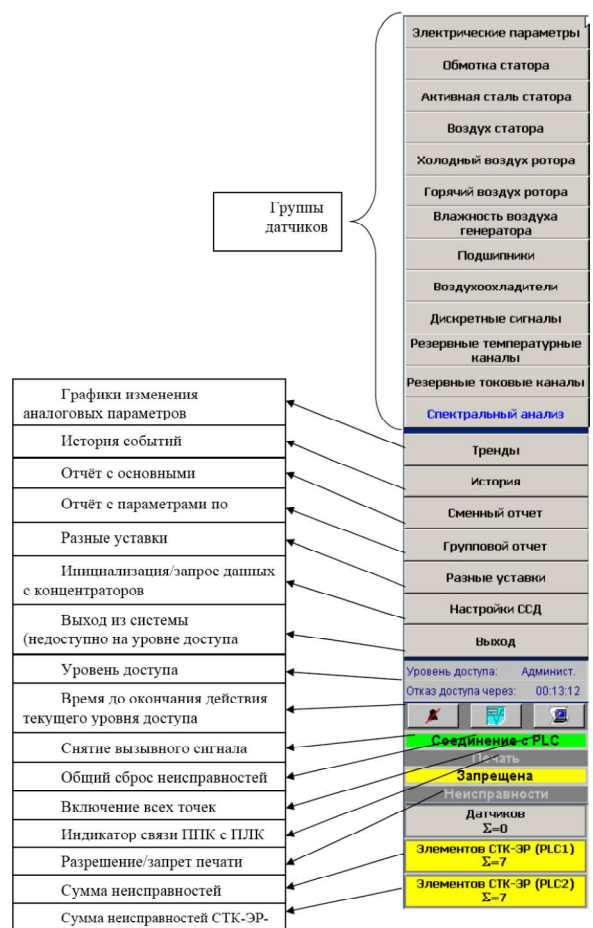 Группы
датчиков
Электрические параметры
Обмотка статора
Активная сталь статора
Воздух статора
Холодный воздух ротора
Горячий воздух ротора
Влажность воздуха
генератора
Подшипники
Воздухоохладители
Дискретные сигналы
Резервные температурные
каналы
Резервные токовые каналы
Спектральный анализ
Тренды
История
Сменный отчет
Групповой отчет
Разные уставки
Настройки ССД
Выход
Уровень доступа: Админист.
Отказ доступа через: 00:13:12
Соединение с PLC
Печать
Запрещена
Неисправности
Датчиков
Σ=0
Элементов СТК-ЭР (PLC1)
Σ=7
Элементов СТК-ЭР (PLC2)
Σ=7
Графики изменения
аналоговых параметров
История событий
Отчёт с основными
Отчёт с параметрами по
Разные уставки
Инициализация/запрос данных
с концентраторов
Выход из системы
(недоступно на уровне доступа
Уровень доступа
Время до окончания действия
текущего уровня доступа
Снятие вызывного сигнала
Общий сброс неисправностей
Включение всех точек
Индикатор связи ППК с ПЛК
Разрешение/запрет печати
Сумма неисправностей
Сумма неисправностей СТК-ЭР-